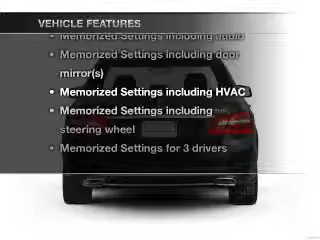 VEHICLE FEATURES
• Memorized Settings including audio
• Memorized Settings including door
mirror(s)
• Memorized Settings including HVAC
• Memorized Settings including
steering wheel
• Memorized Settings for 3 drivers